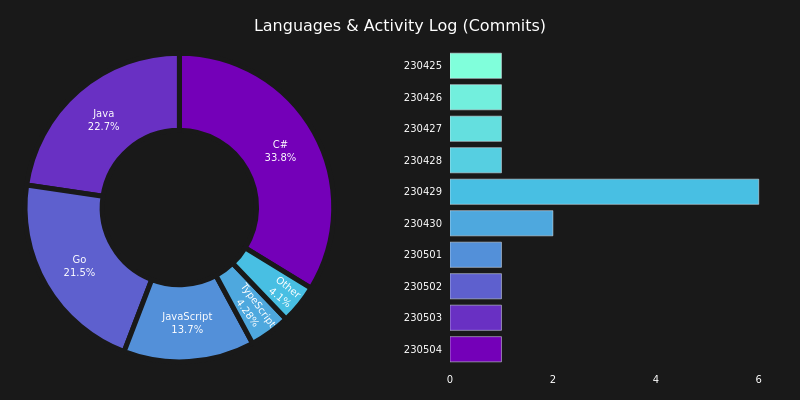 Languages & Activity Log (Commits)
Java
22.7%
C#
33.8%
Go
21.5%
JavaScript
13.7%
TypeScript
4.28%
Other
4.1%
230425
230426
230427
230428
230429
230430
230501
230502
230503
230504
0 2 4 6